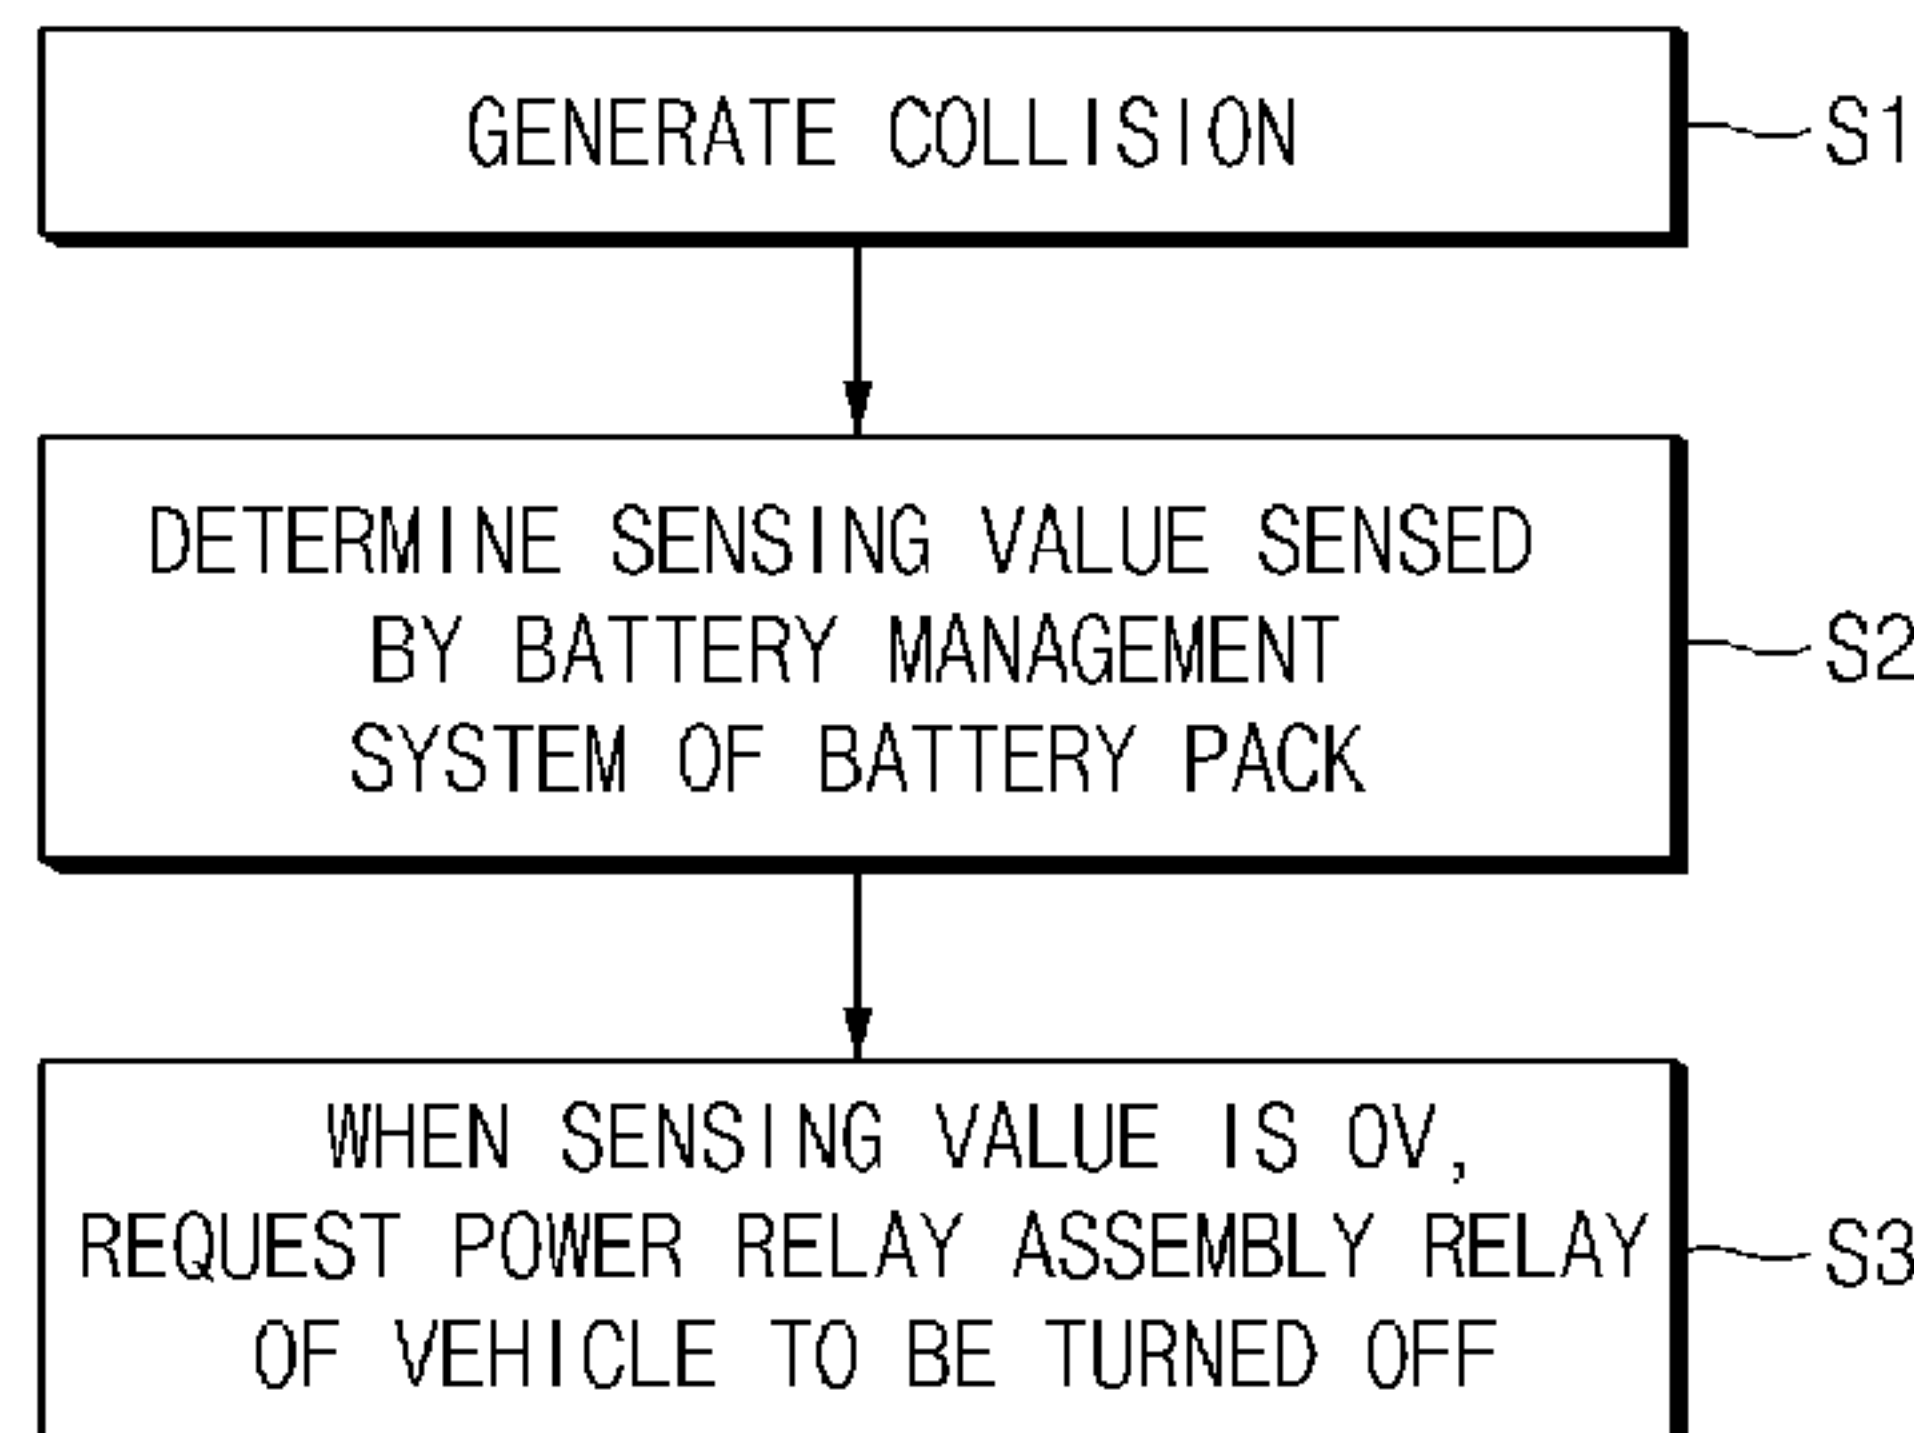 GENERATE COLLISION
S1
DETERMINE SENSING VALUE SENSED
BY BATTERY MANAGEMENT
SYSTEM OF BATTERY PACK
S2
WHEN SENSING VALUE IS 0V,
REQUEST POWER RELAY ASSEMBLY RELAY
OF VEHICLE TO BE TURNED OFF
S3